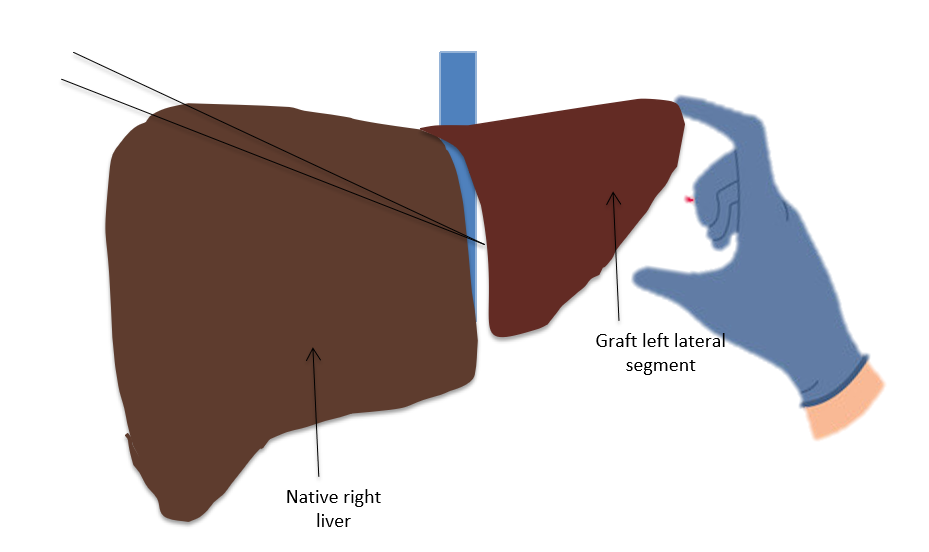 Graft left lateral
segment
Native right
liver